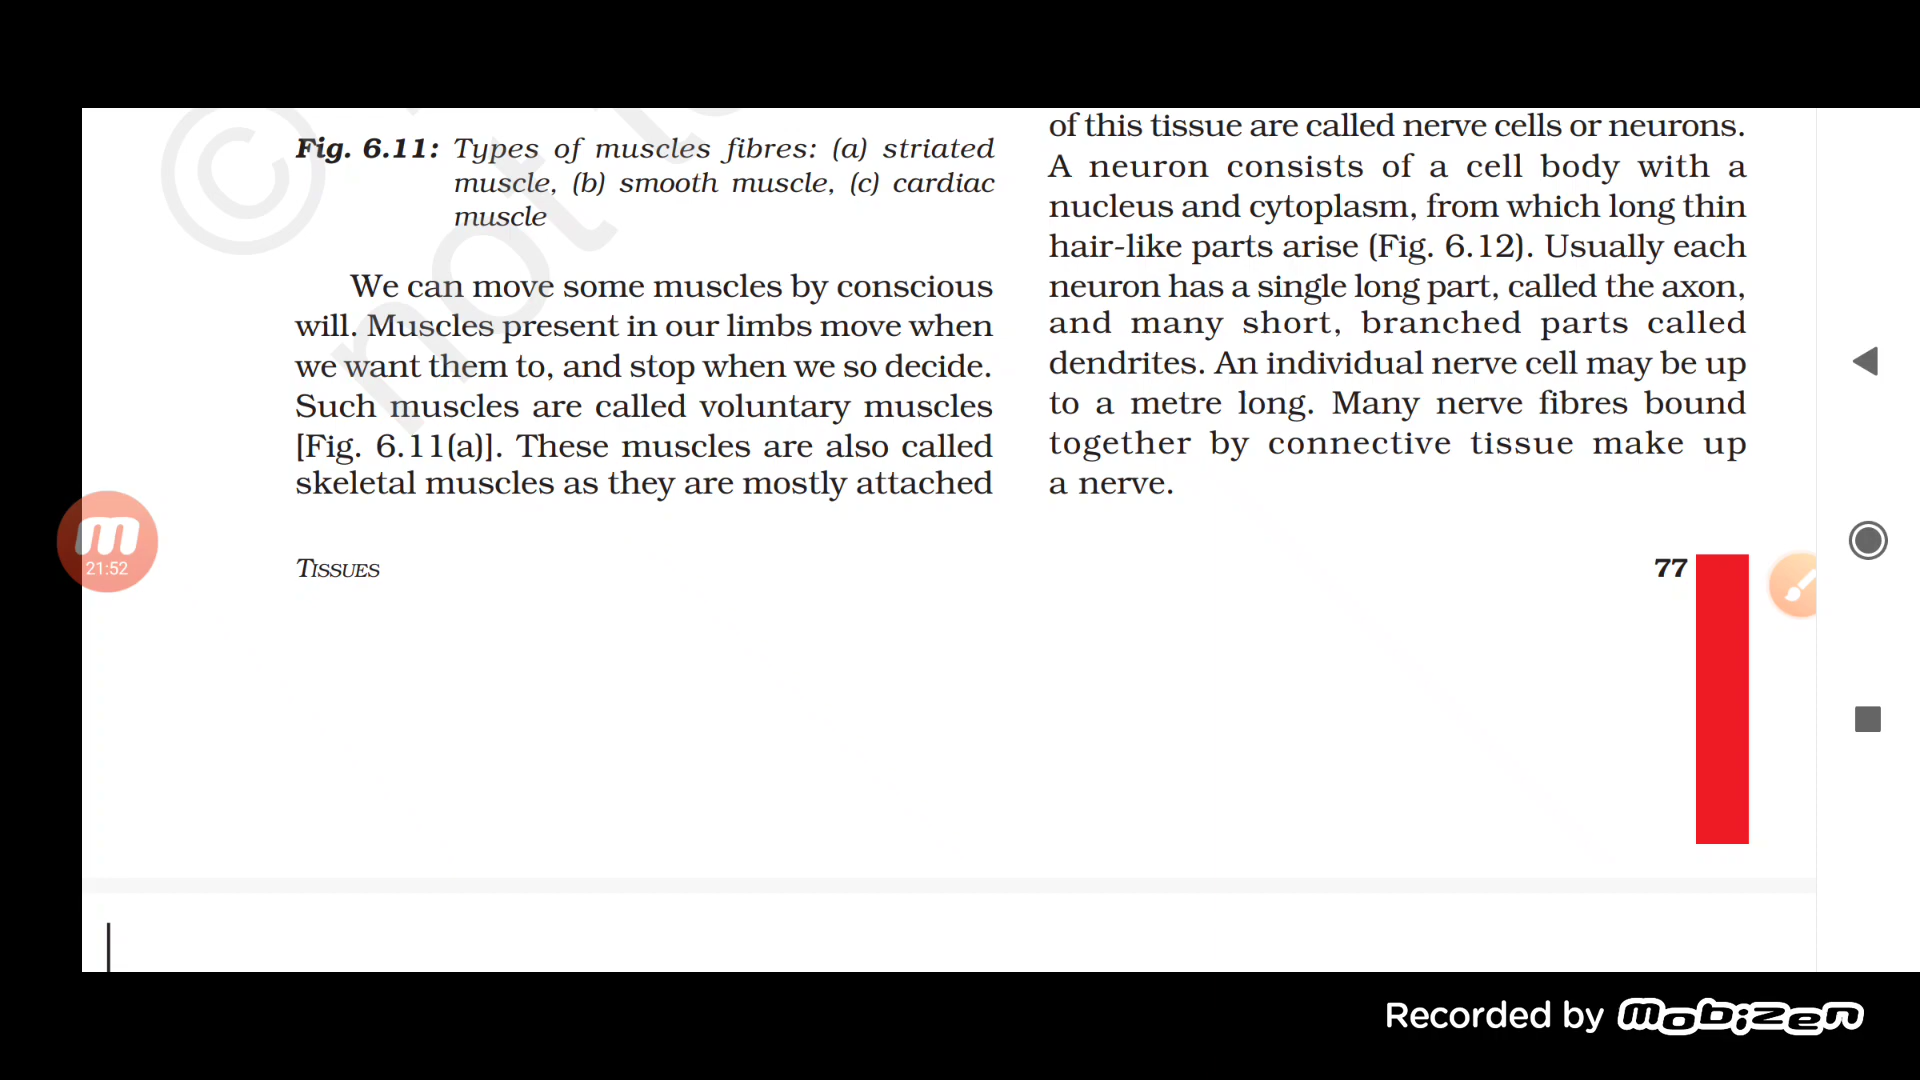 Fig. 6.11: Types of muscles fibres: (a) striated
muscle, (b) smooth muscle, (c) cardiac
muscle
We can move some muscles by conscious
will. Muscles present in our limbs move when
we want them to, and stop when we so decide.
Such muscles are called voluntary muscles
[Fig. 6.11(a)]. These muscles are also called
skeletal muscles as they are mostly attached
of this tissue are called nerve cells or neurons.
A neuron consists of a cell body with a
nucleus and cytoplasm, from which long thin
hair-like parts arise (Fig. 6.12). Usually each
neuron has a single long part, called the axon,
and many short, branched parts called
dendrites. An individual nerve cell may be up
to a metre long. Many nerve fibres bound
together by connective tissue make up
a nerve.
TISSUES
77
©
not
m
21:52
Recorded by mobizen